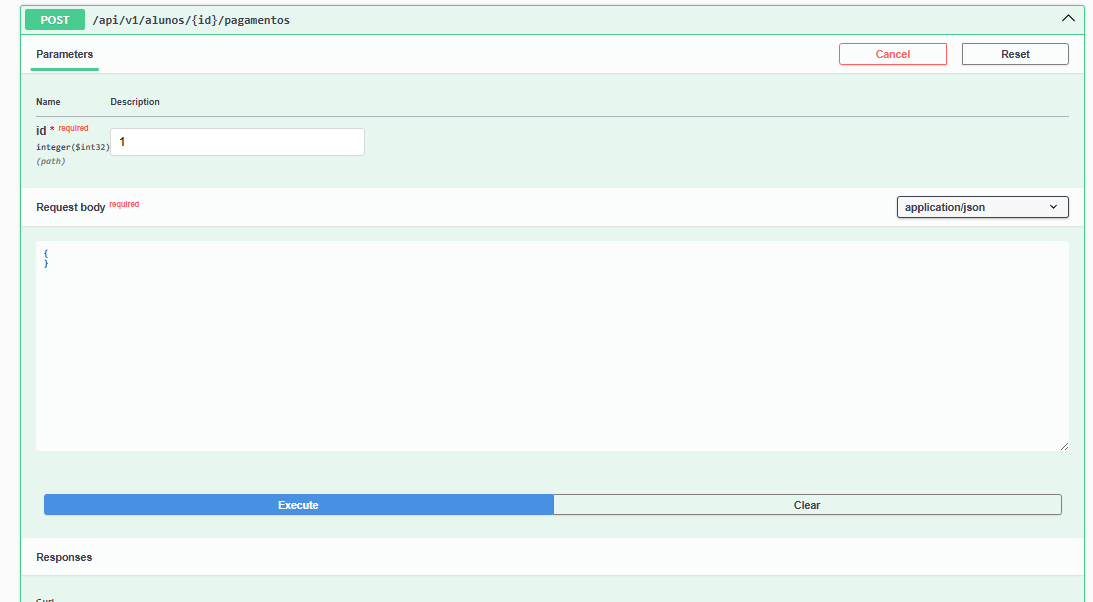 POST /api/v1/alunos/{id}/pagamentos
Parameters
Cancel
Reset
Name Description
id * required
integer($int32)
(path)
1
Request body required
application/json
{
}
Execute
Clear
Responses
Curl